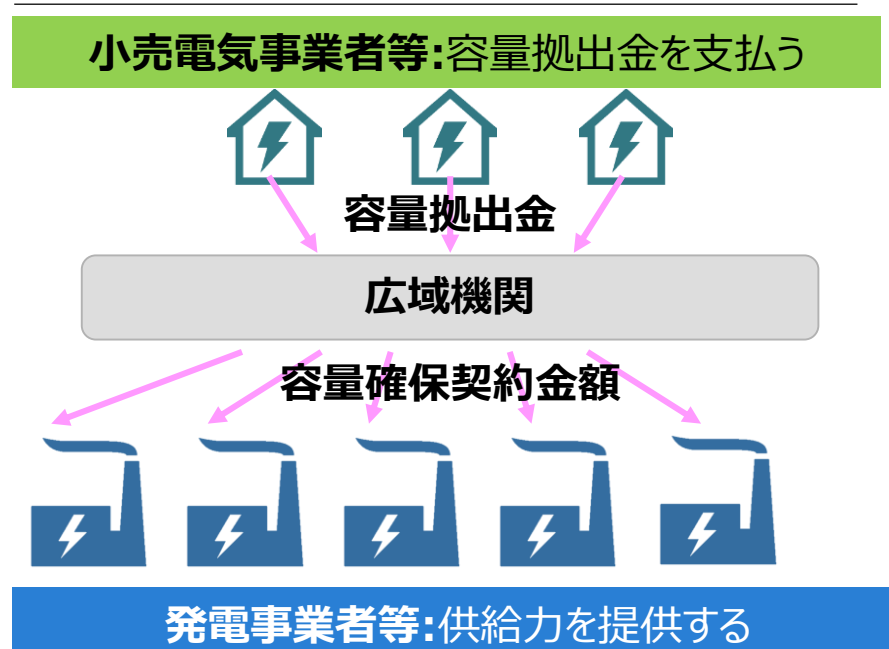 小売電気事業者等:容量拠出金を支払う
容量拠出金
広域機関
容量確保契約金額
発電事業者等:供給力を提供する